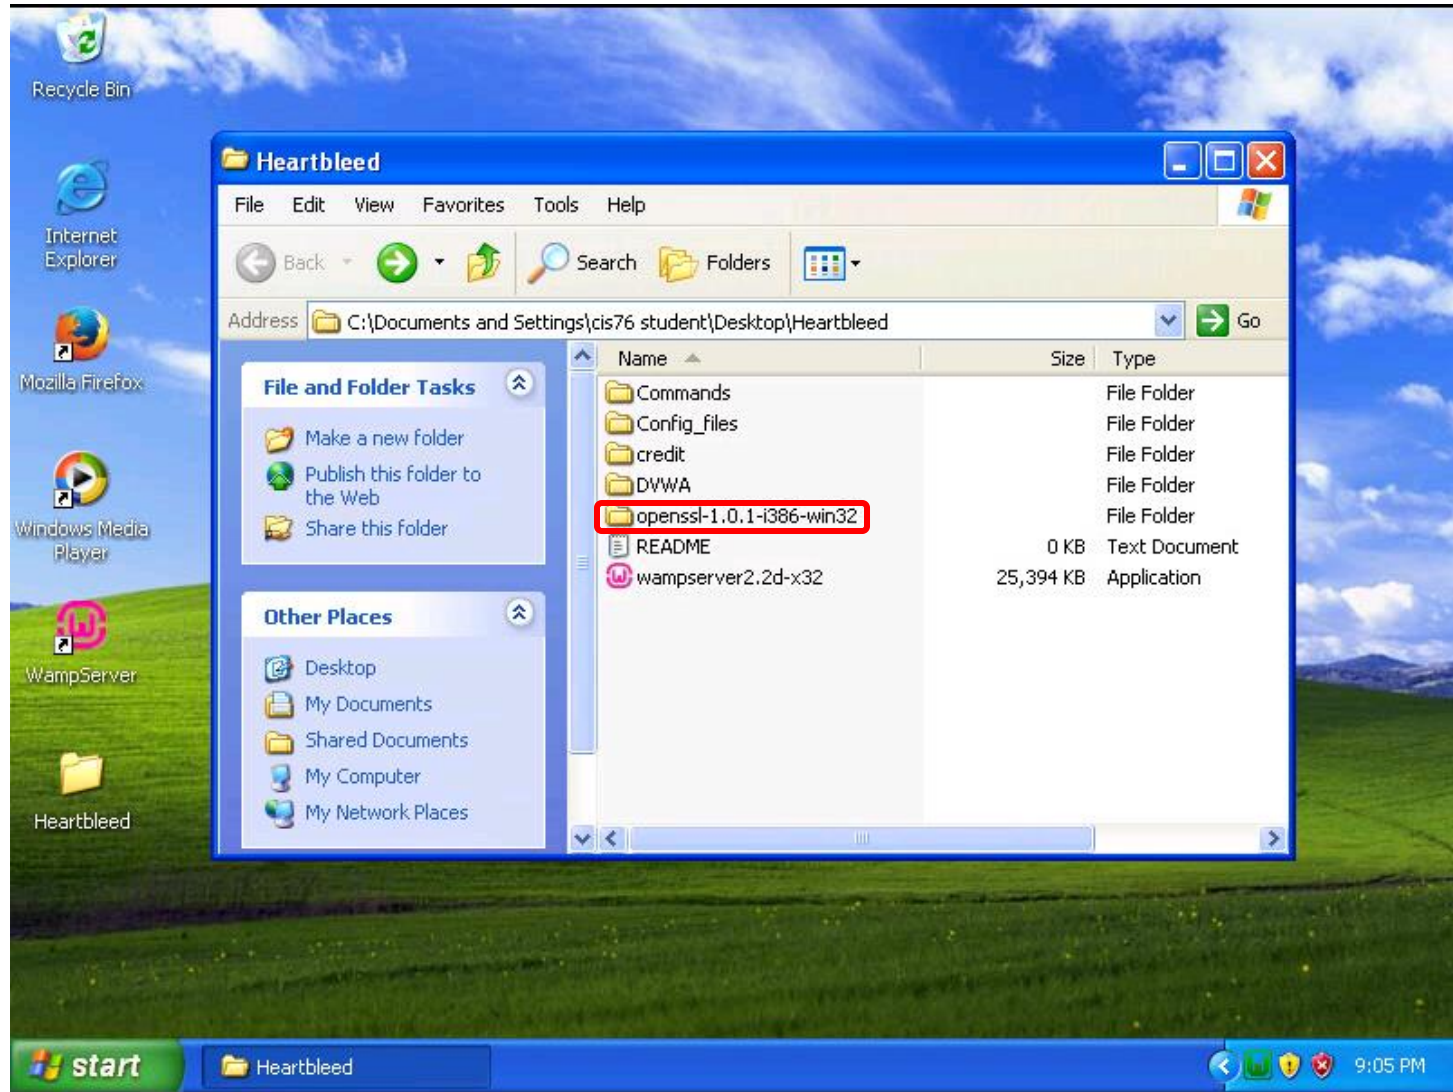 Recycle Bin
Internet
Explorer
Mozilla Firefox
Windows Media
Player
WampServer
Heartbleed
Heartbleed
File Edit View Favorites Tools Help
Back Search Folders
Address C:\Documents and Settings\cis76 student\Desktop\Heartbleed Go
File and Folder Tasks
Make a new folder
Publish this folder to
the Web
Share this folder
Other Places
Desktop
My Documents
Shared Documents
My Computer
My Network Places
Name Size Type
Commands File Folder
Config_files File Folder
credit File Folder
DVWA File Folder
openssl-1.0.1-i386-win32 File Folder
README 0 KB Text Document
wampserver2.2d-x32 25,394 KB Application
start Heartbleed 9:05 PM